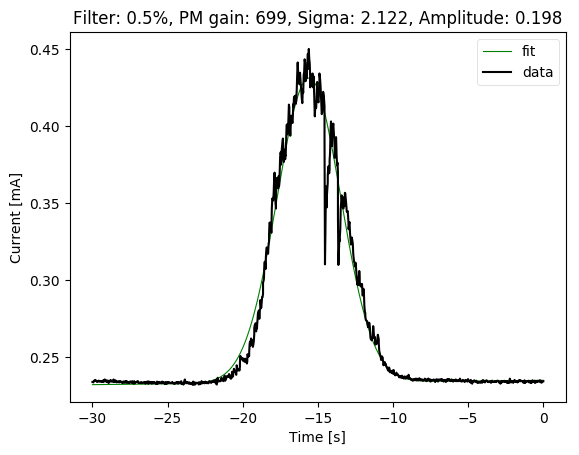 Filter: 0.5%, PM gain: 699, Sigma: 2.122, Amplitude: 0.198
fit
data
0.45
0.40
0.35
0.30
0.25
Current [mA]
−30
−25
−20
−15
−10
−5
0
Time [s]